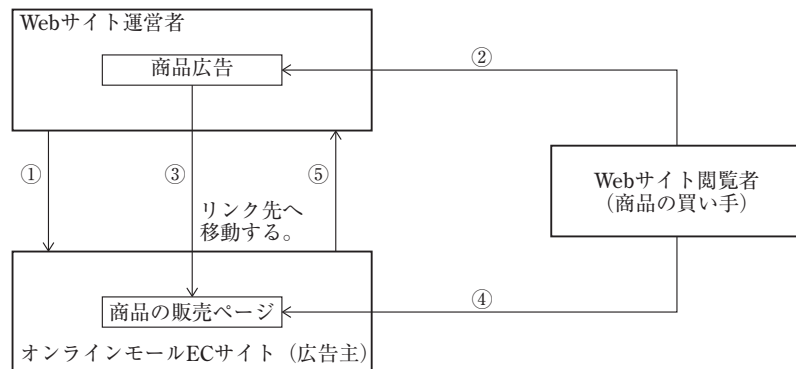 Webサイト運営者
商品広告
②
①
③
⑤
リンク先へ
移動する。
Webサイト閲覧者
（商品の買い手）
商品の販売ページ
④
オンラインモールECサイト（広告主）